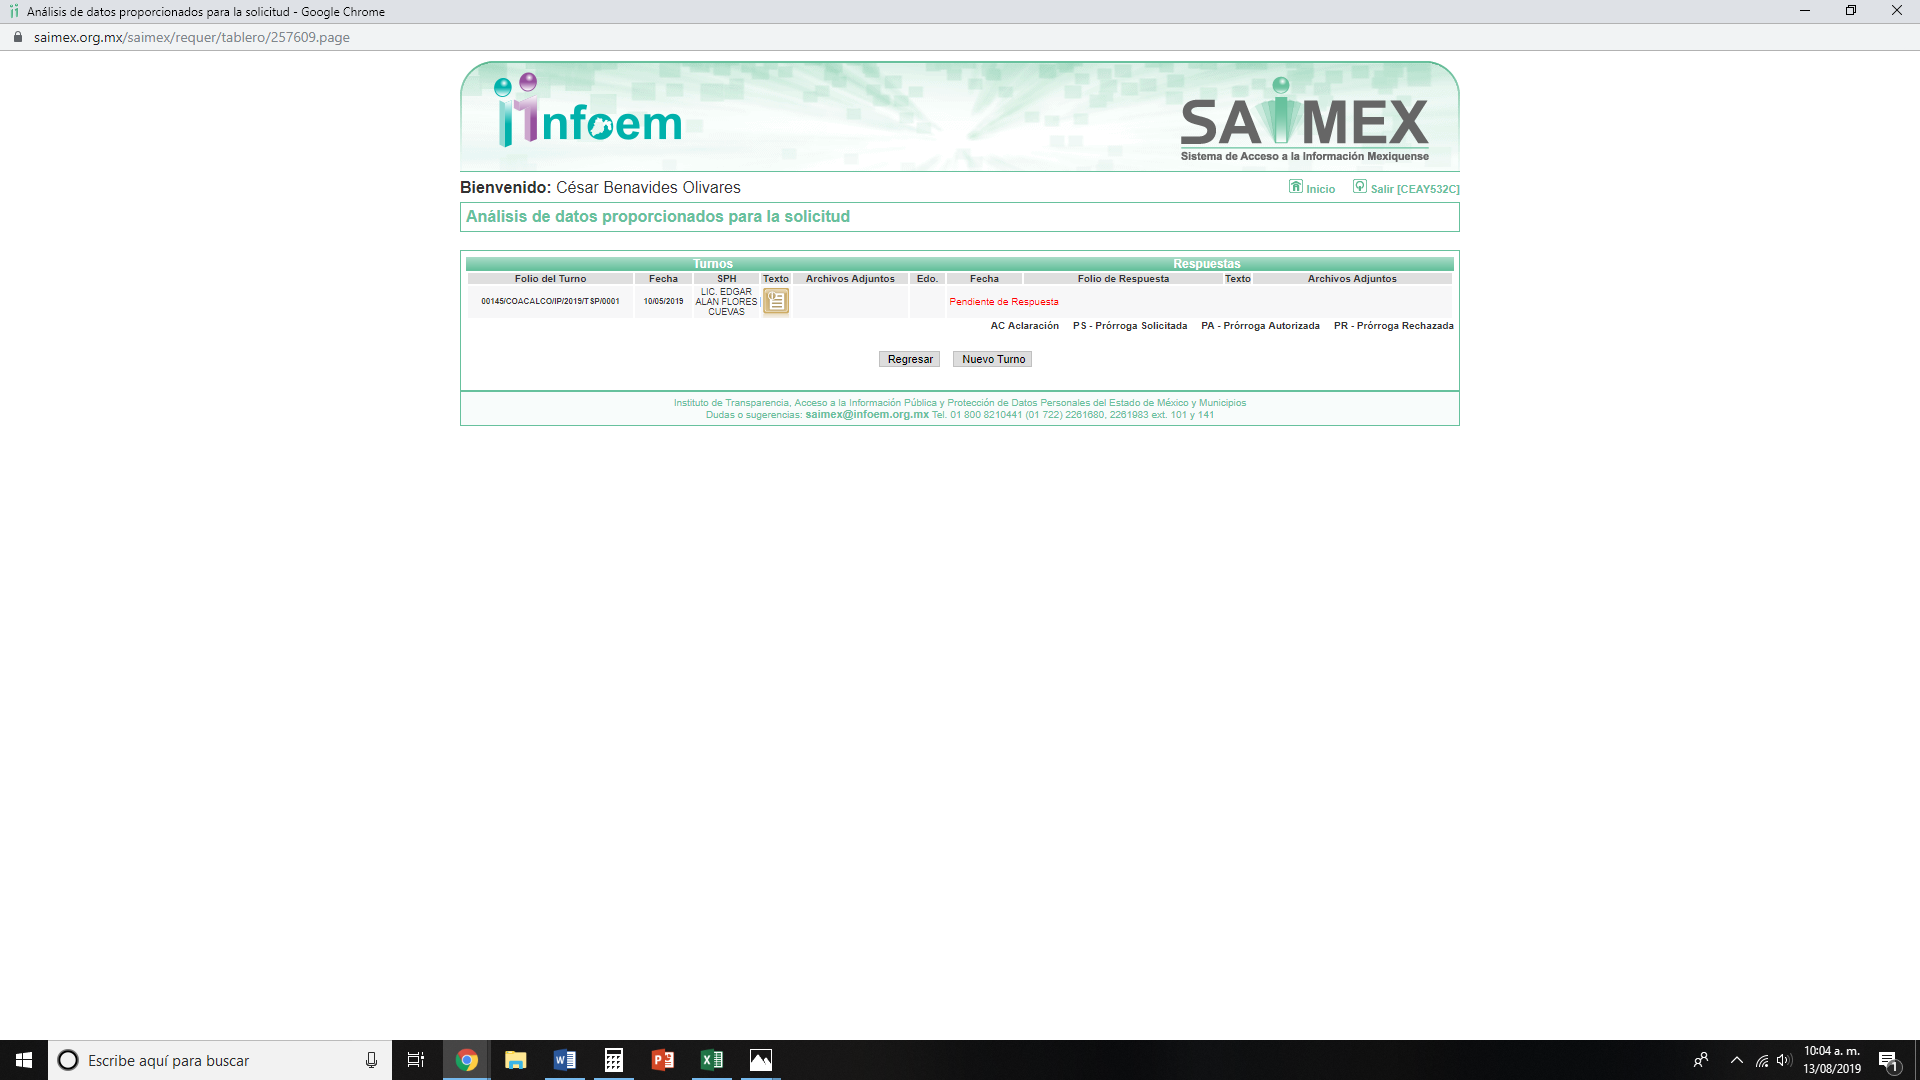 Análisis de datos proporcionados para la solicitud - Google Chrome
saimex.org.mx/saimex/requer/tablero/257609.page
infoem
SAIMEX
Sistema de Acceso a la Información Mexiquense
Bienvenido: César Benavides Olivares
Inicio Salir [CEAY532C]
Análisis de datos proporcionados para la solicitud
Turnos Respuestas
Folio del Turno Fecha SPH Texto Archivos Adjuntos Edo. Fecha Folio de Respuesta Texto Archivos Adjuntos
00145/COACALCO/IP/2019/TSP/0001 10/05/2019 LIC. EDGAR ALAN FLORES CUEVAS Pendiente de Respuesta
AC Aclaración PS - Prórroga Solicitada PA - Prórroga Autorizada PR - Prórroga Rechazada
Regresar Nuevo Turno
Instituto de Transparencia, Acceso a la Información Pública y Protección de Datos Personales del Estado de México y Municipios
Dudas o sugerencias: saimex@infoem.org.mx Tel. 01 800 8210441 (01 722) 2261680, 2261983 ext. 101 y 141
Escribe aquí para buscar
10:04 a. m.
13/08/2019
1